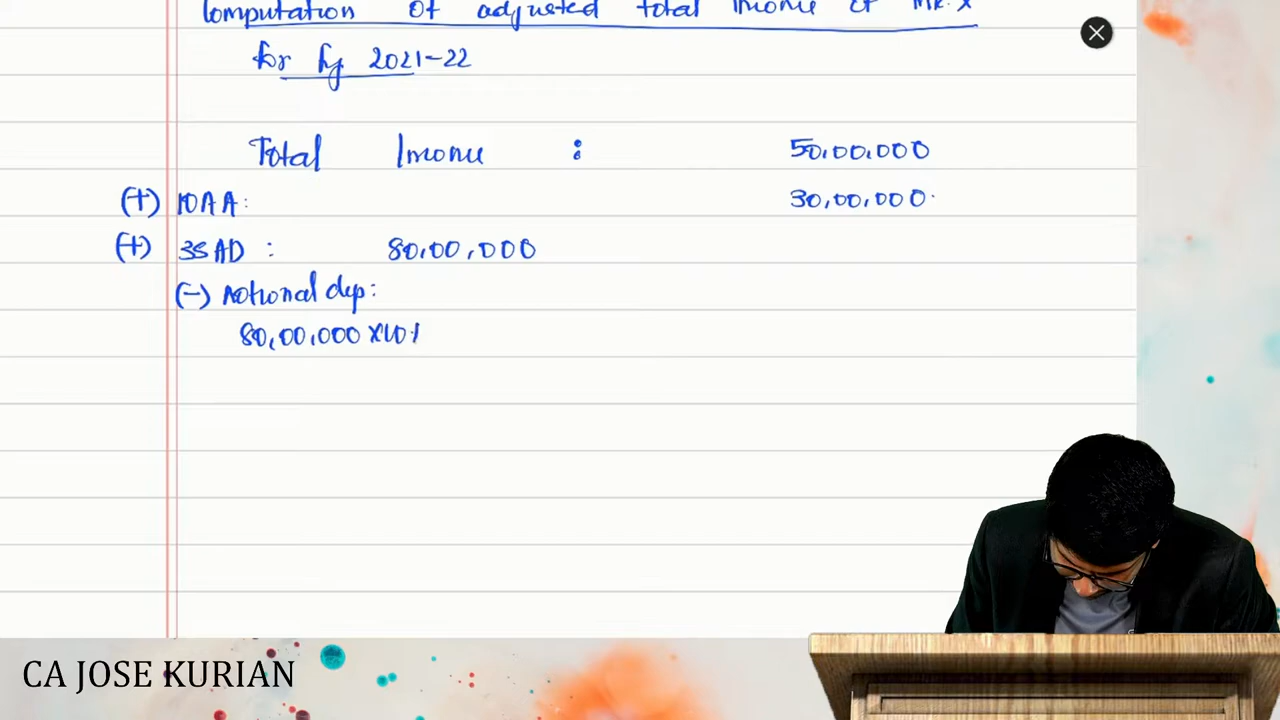 Computation of adjusted total Income of Mr. X
for fy 2021-22
Total Income : 50,00,000
(+) 10AA: 30,00,000.
(+) 35AD : 80,00,000
(-) Notional dep:
80,00,000 x 10%
CA JOSE KURIAN